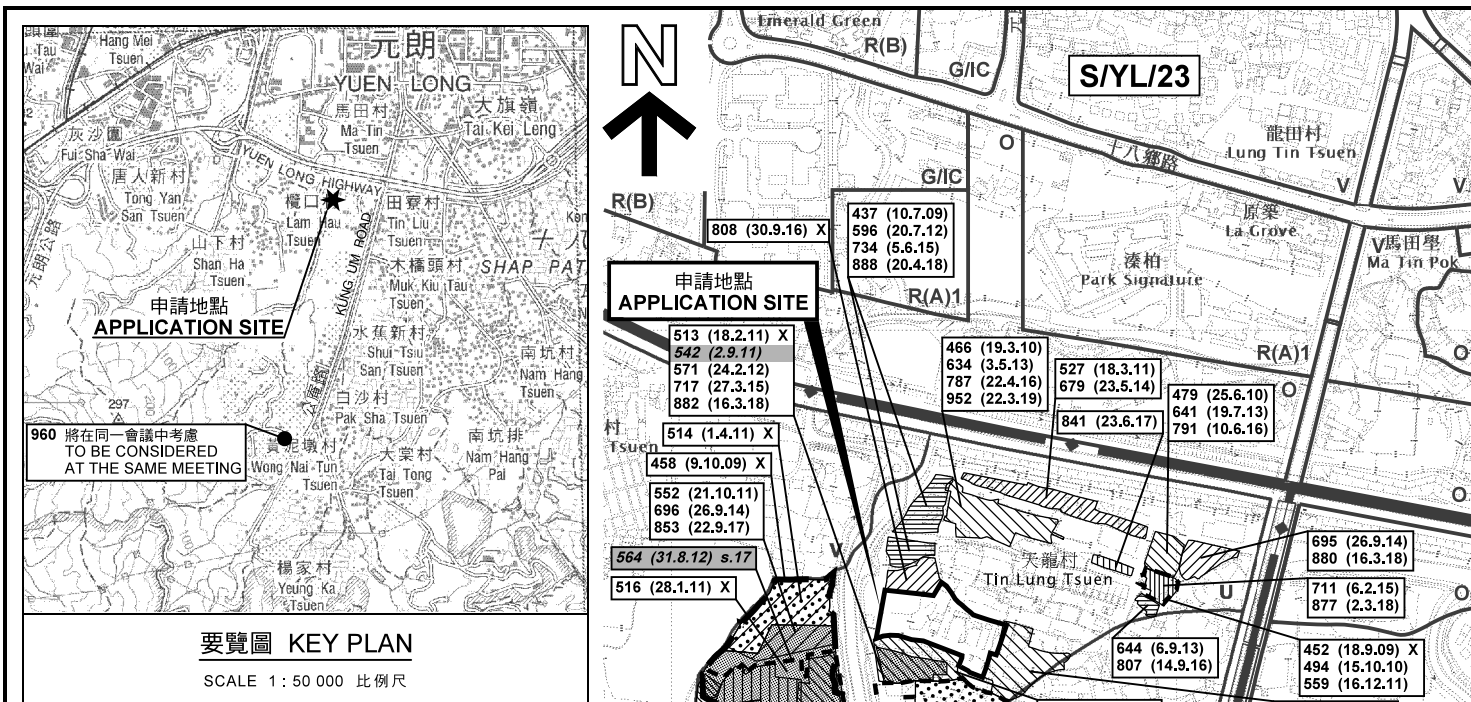 Hang Mei
Tsuen
元朗
YUEN LONG
馬田村
Ma Tin
Tsuen
大旗嶺
Tai Kei Leng
灰沙圍
Fui Sha Wai
YUEN LONG HIGHWAY
唐人新村
Tong Yan
San Tsuen
欖口村
Lam Hau
Tsuen
田寮村
Tin Liu
Tsuen
山下村
Shan Ha
Tsuen
KUNG UM ROAD
公庵路
元朗公路
木橋頭村
Muk Kiu Tau
Tsuen
SHAP PAT
申請地點
APPLICATION SITE
水蕉新村
Shui Tsiu
San Tsuen
南坑村
Nam Hang
Tsuen
白沙村
Pak Sha Tsuen
297
200
960 將在同一會議中考慮
TO BE CONSIDERED
AT THE SAME MEETING
黃泥墩村
Wong Nai Tun
Tsuen
大棠村
Tai Tong
Tsuen
南坑排
Nam Hang
Pai
楊家村
Yeung Ka
Tsuen
要覽圖 KEY PLAN
SCALE 1 : 50 000 比例尺
N
Emerald Green
R(B)
G/IC
S/YL/23
龍田村
Lung Tin Tsuen
十八鄉路
O
V
V
G/IC
R(B)
原築
La Grove
V
馬田壆
Ma Tin Pok
溱柏
Park Signature
808 (30.9.16) X
437 (10.7.09)
596 (20.7.12)
734 (5.6.15)
888 (20.4.18)
R(A)1
申請地點
APPLICATION SITE
R(A)1
O
O
513 (18.2.11) X
542 (2.9.11)
571 (24.2.12)
717 (27.3.15)
882 (16.3.18)
466 (19.3.10)
634 (3.5.13)
787 (22.4.16)
952 (22.3.19)
527 (18.3.11)
679 (23.5.14)
479 (25.6.10)
641 (19.7.13)
791 (10.6.16)
841 (23.6.17)
村
Tsuen
514 (1.4.11) X
458 (9.10.09) X
552 (21.10.11)
696 (26.9.14)
853 (22.9.17)
O
695 (26.9.14)
880 (16.3.18)
564 (31.8.12) s.17
V
天龍村
Tin Lung Tsuen
516 (28.1.11) X
U
711 (6.2.15)
877 (2.3.18)
O
644 (6.9.13)
807 (14.9.16)
452 (18.9.09) X
494 (15.10.10)
559 (16.12.11)